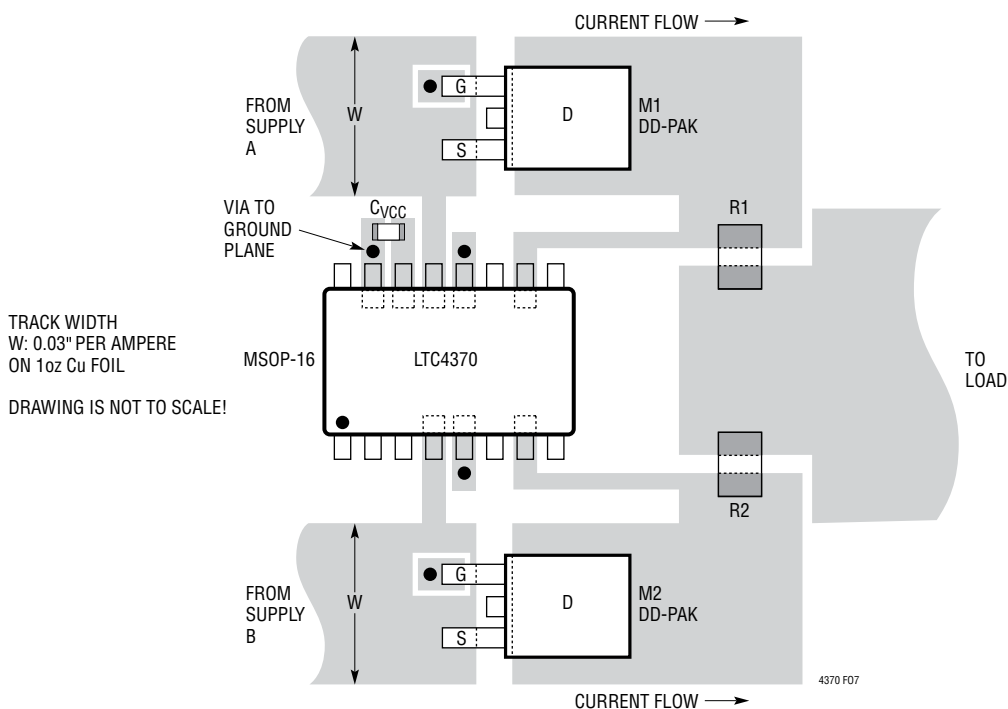 CURRENT FLOW
G
FROM
SUPPLY
A
W
D
M1
DD-PAK
S
VIA TO
GROUND
PLANE
CVCC
R1
TRACK WIDTH
W: 0.03" PER AMPERE
ON 1oz Cu FOIL
DRAWING IS NOT TO SCALE!
MSOP-16
LTC4370
TO
LOAD
R2
G
FROM
SUPPLY
B
W
D
M2
DD-PAK
S
4370 F07
CURRENT FLOW